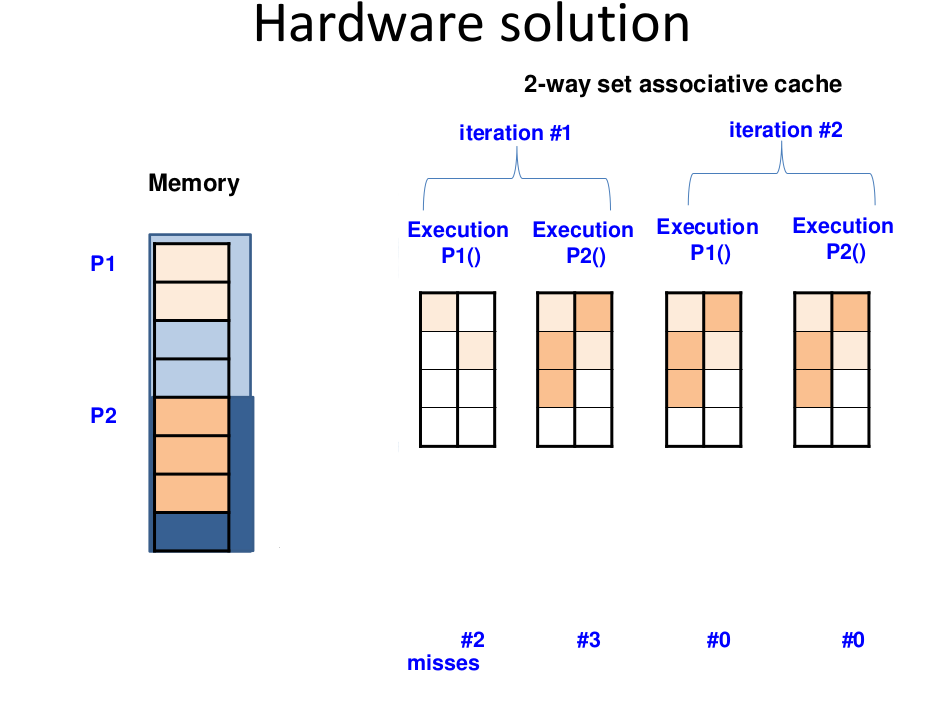 Hardware solution
2-way set associative cache
iteration #1
iteration #2
Memory
Execution
P1()
Execution
P2()
Execution
P1()
Execution
P2()
P1
P2
#2
misses
#3
#0
#0